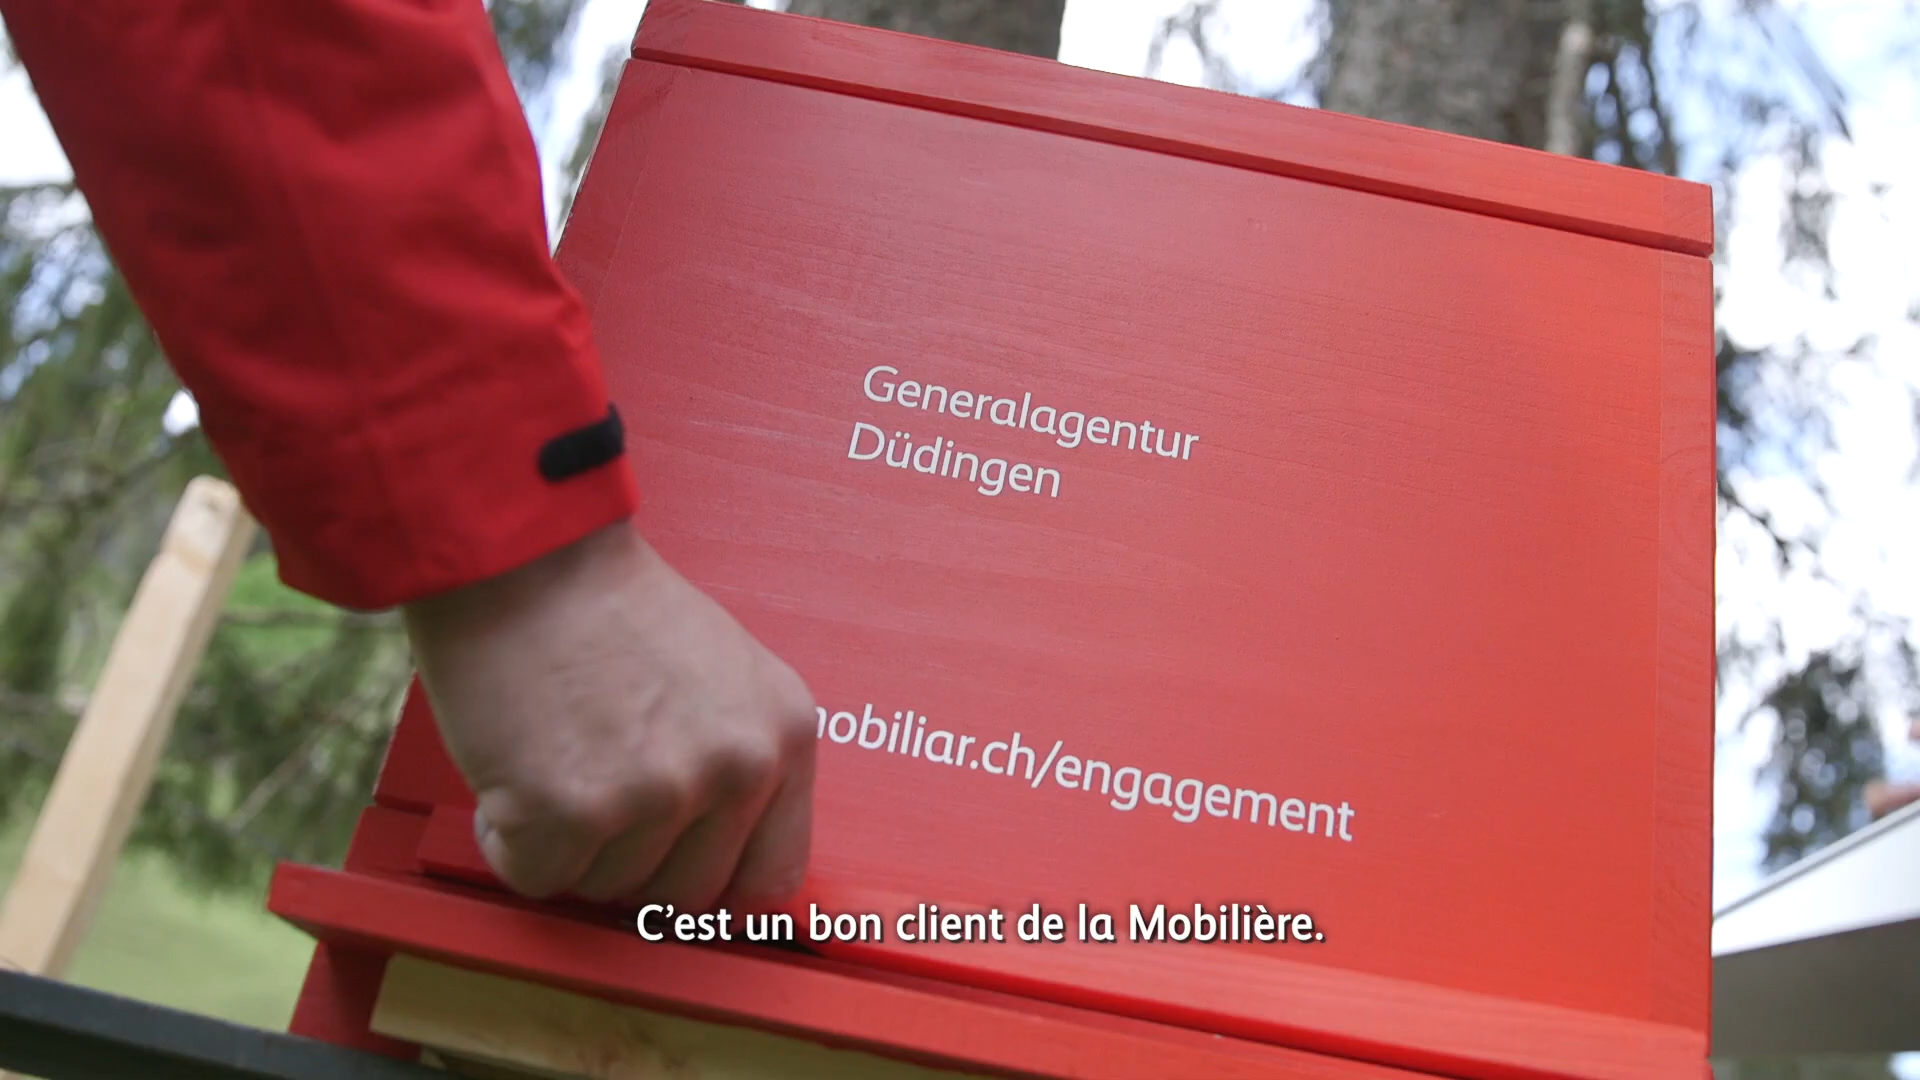 Generalagentur
Düdingen
obiliar.ch/engagement
C’est un bon client de la Mobilière.